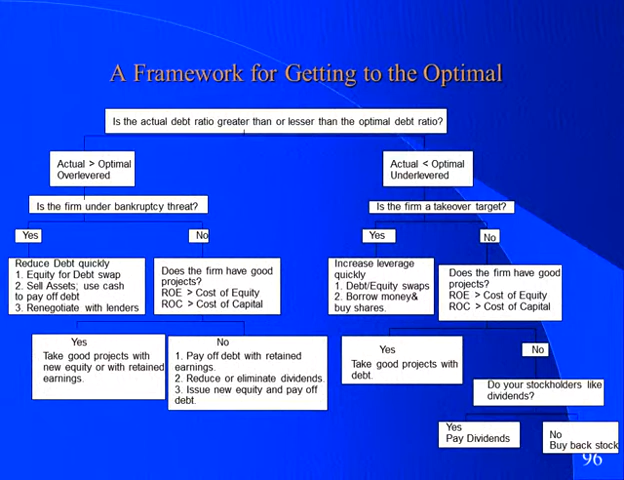 A Framework for Getting to the Optimal
Is the actual debt ratio greater than or lesser than the optimal debt ratio?
Actual > Optimal
Overlevered
Actual < Optimal
Underlevered
Is the firm under bankruptcy threat?
Is the firm a takeover target?
Yes
No
Yes
No
Reduce Debt quickly
1. Equity for Debt swap
2. Sell Assets; use cash
to pay off debt
3. Renegotiate with lenders
Does the firm have good
projects?
ROE > Cost of Equity
ROC > Cost of Capital
Increase leverage
quickly
1. Debt/Equity swaps
2. Borrow money&
buy shares.
Does the firm have good
projects?
ROE > Cost of Equity
ROC > Cost of Capital
Yes
Take good projects with
new equity or with retained
earnings.
No
1. Pay off debt with retained
earnings.
2. Reduce or eliminate dividends.
3. Issue new equity and pay off
debt.
Yes
Take good projects with
debt.
No
Do your stockholders like
dividends?
Yes
Pay Dividends
No
Buy back stock
96